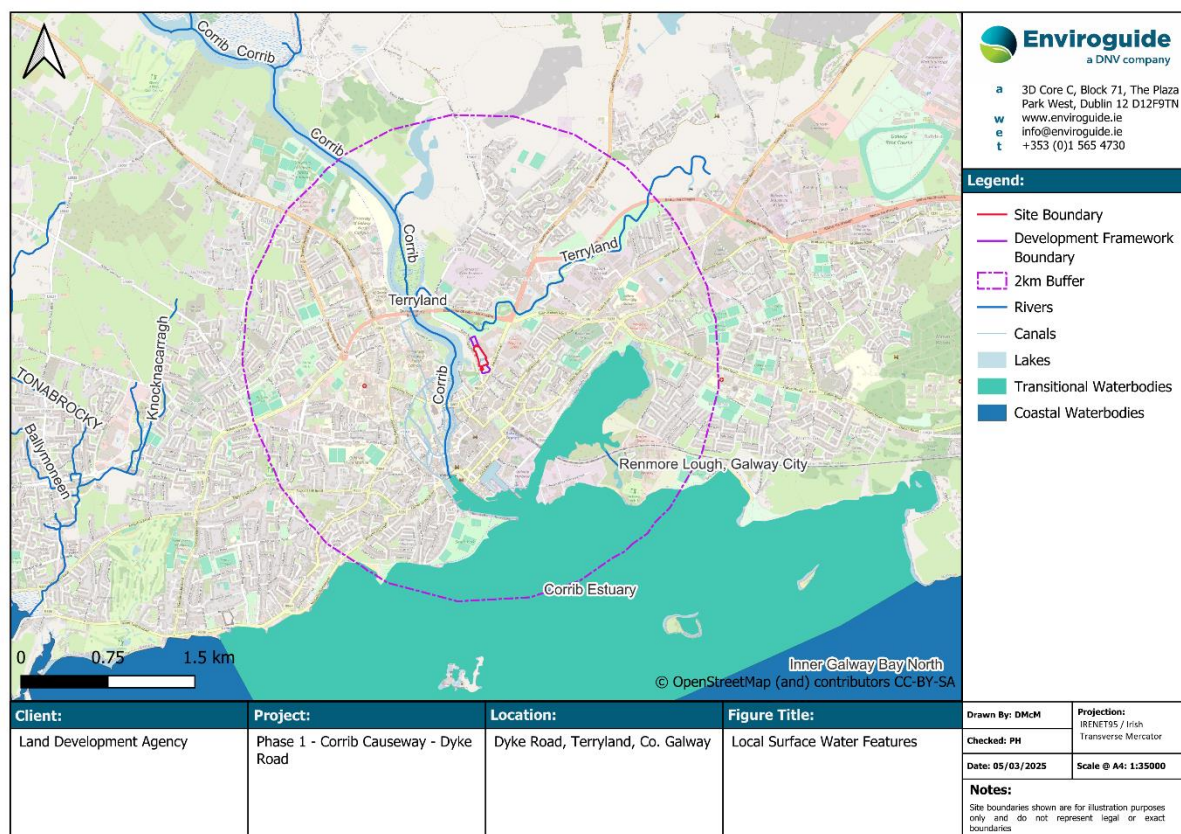 Corrib
Corrib
Corrib
Corrib
Terryland
Terryland
Corrib
Knocknacarragh
TONABROCKY
Ballymoneen
Renmore Lough, Galway City
Corrib Estuary
Inner Galway Bay North
0 0.75 1.5 km
© OpenStreetMap (and) contributors CC-BY-SA
Enviroguide
a DNV company
a 3D Core C, Block 71, The Plaza
Park West, Dublin 12 D12F9TN
w www.enviroguide.ie
e info@enviroguide.ie
t +353 (0)1 565 4730
Legend:
Site Boundary
Development Framework
Boundary
2km Buffer
Rivers
Canals
Lakes
Transitional Waterbodies
Coastal Waterbodies
Client:
Land Development Agency
Project:
Phase 1 - Corrib Causeway - Dyke
Road
Location:
Dyke Road, Terryland, Co. Galway
Figure Title:
Local Surface Water Features
Drawn By: DMcM
Checked: PH
Date: 05/03/2025
Projection:
IRENET95 / Irish
Transverse Mercator
Scale @ A4: 1:35000
Notes:
Site boundaries shown are for illustration purposes
only and do not represent legal or exact
boundaries